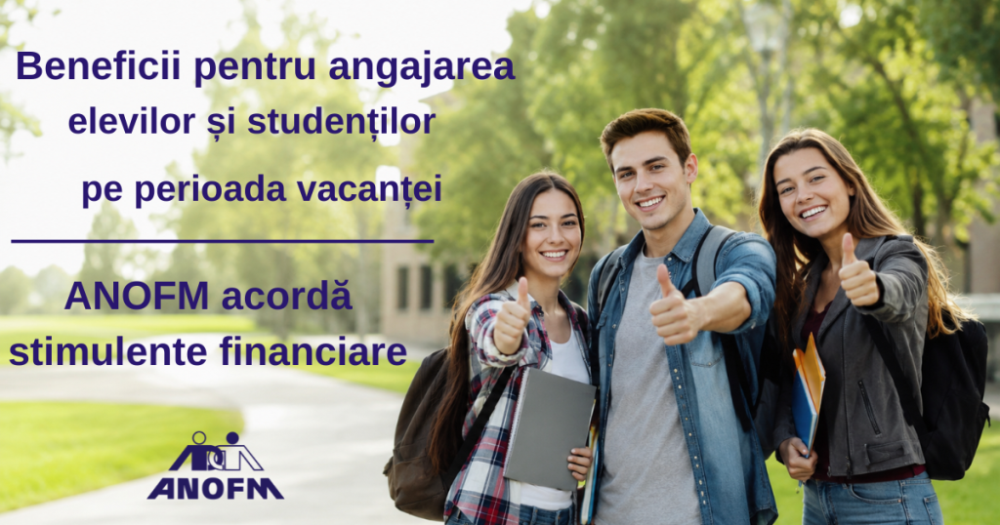 Beneficii pentru angajarea
elevilor și studenților
pe perioada vacanței
ANOFM acordă
stimulente financiare
ANOFM